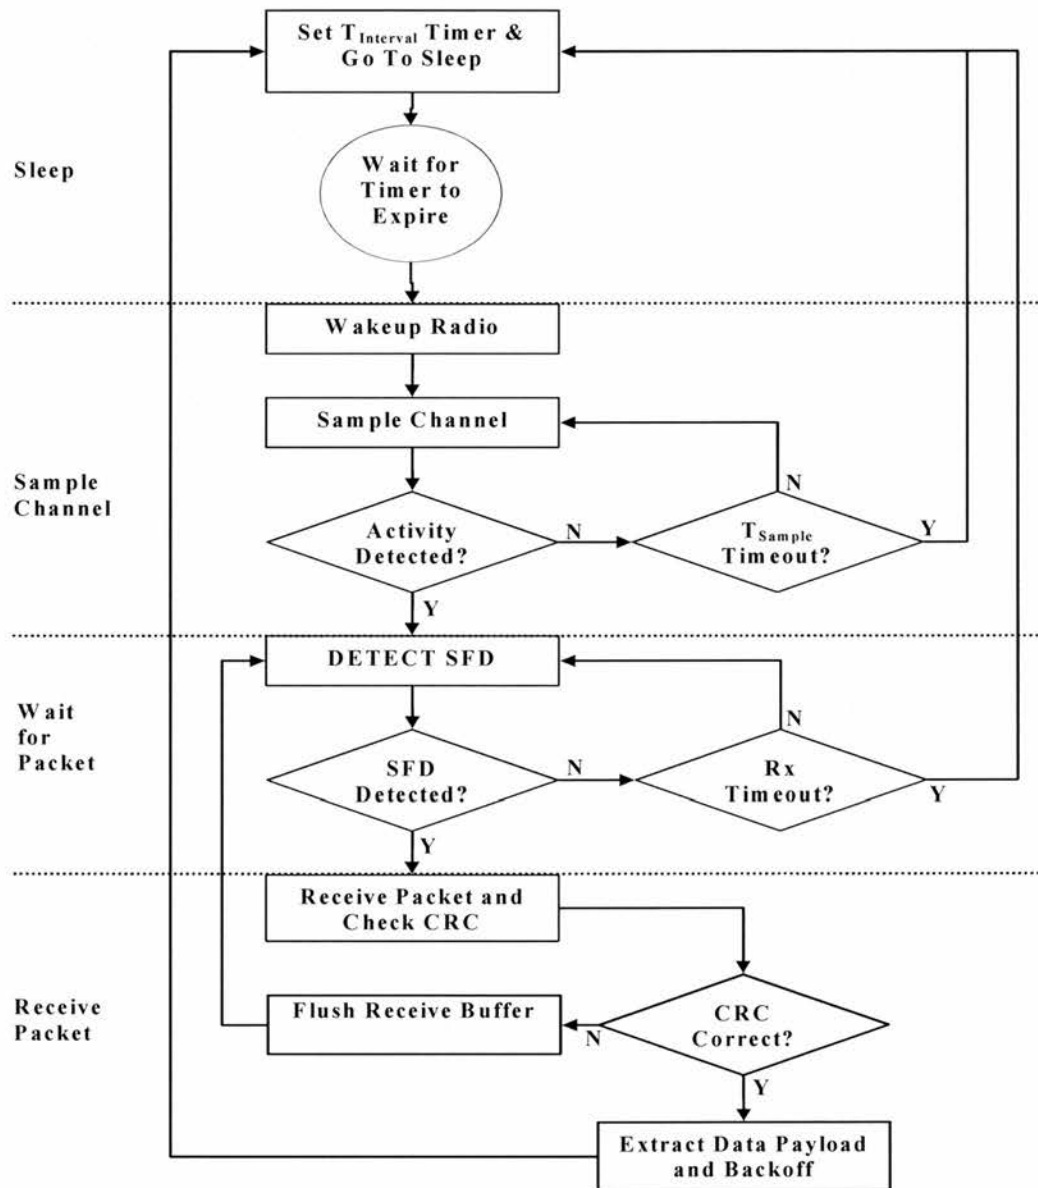 Set T_Interval Timer &
Go To Sleep
Sleep
Wait for
Timer to
Expire
Wakeup Radio
Sample Channel
N
Sample
Channel
Activity
Detected?
N
T_Sample
Timeout?
Y
Y
DETECT SFD
Wait
for
Packet
N
SFD
Detected?
N
Rx
Timeout?
Y
Y
Receive Packet and
Check CRC
Receive
Packet
Flush Receive Buffer
N
CRC
Correct?
Y
Extract Data Payload
and Backoff